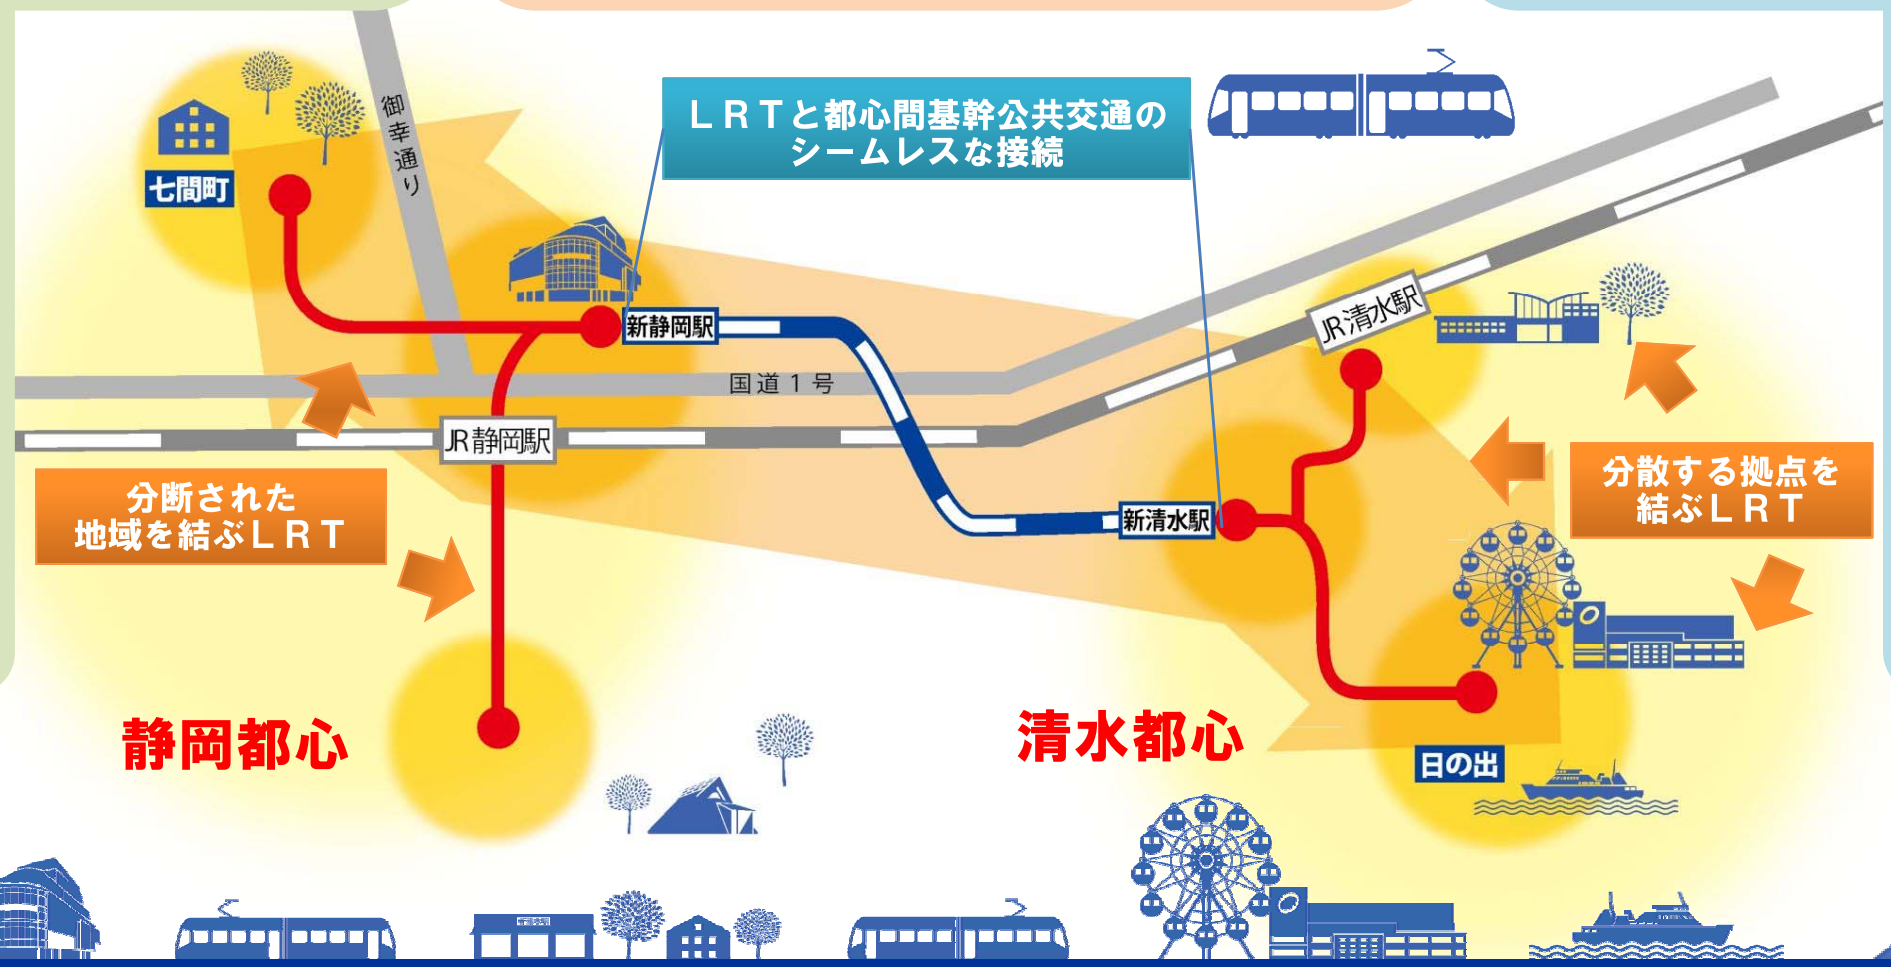 御幸通り
LRTと都心間基幹公共交通の
シームレスな接続
七間町
新静岡駅
JR清水駅
国道1号
JR静岡駅
分断された
地域を結ぶLRT
分散する拠点を
結ぶLRT
新清水駅
静岡都心
清水都心
日の出